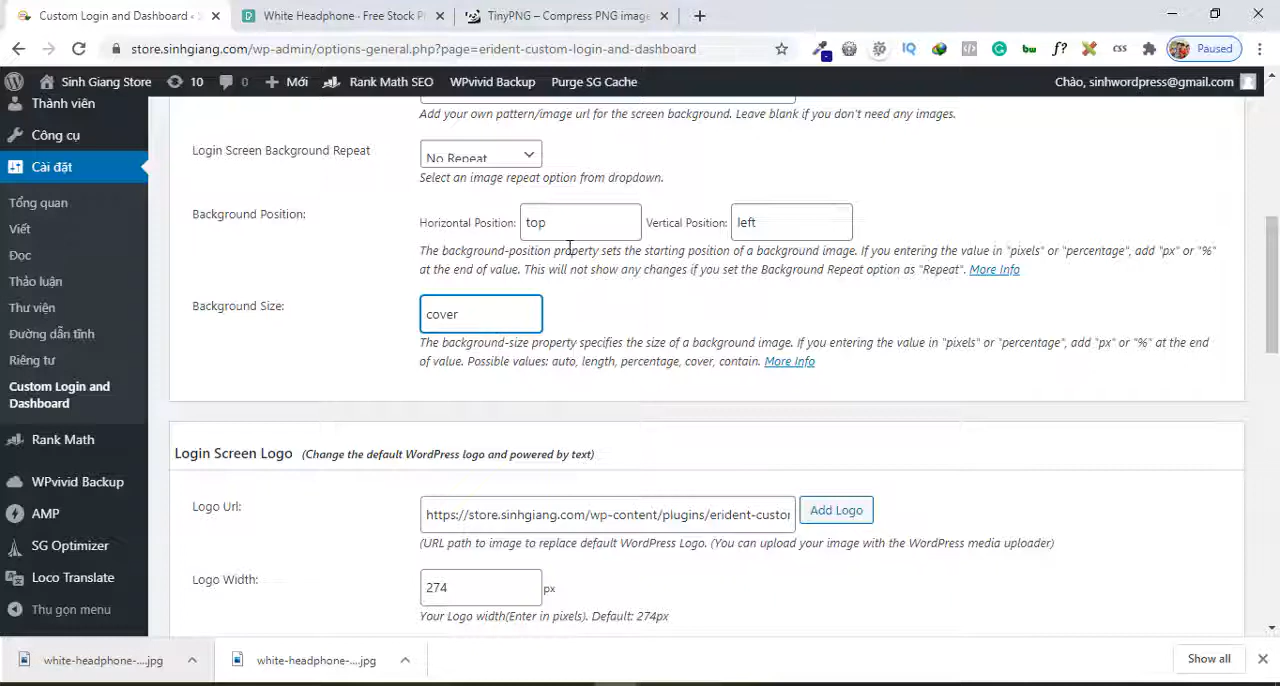 Custom Login and Dashboard < S
White Headphone · Free Stock P
TinyPNG – Compress PNG image
store.sinhgiang.com/wp-admin/options-general.php?page=erident-custom-login-and-dashboard
Paused
Sinh Giang Store
10
0
Mới
Rank Math SEO
WPvivid Backup
Purge SG Cache
Chào, sinhwordpress@gmail.com
Thành viên
Công cụ
Cài đặt
Tổng quan
Viết
Đọc
Thảo luận
Thư viện
Đường dẫn tĩnh
Riêng tư
Custom Login and
Dashboard
Rank Math
WPvivid Backup
AMP
SG Optimizer
Loco Translate
Thu gọn menu
Add your own pattern/image url for the screen background. Leave blank if you don't need any images.
Login Screen Background Repeat
No Repeat
Select an image repeat option from dropdown.
Background Position:
Horizontal Position: top Vertical Position: left
The background-position property sets the starting position of a background image. If you entering the value in "pixels" or "percentage", add "px" or "%"
at the end of value. This will not show any changes if you set the Background Repeat option as "Repeat". More Info
Background Size:
cover
The background-size property specifies the size of a background image. If you entering the value in "pixels" or "percentage", add "px" or "%" at the end
of value. Possible values: auto, length, percentage, cover, contain. More Info
Login Screen Logo (Change the default WordPress logo and powered by text)
Logo Url:
https://store.sinhgiang.com/wp-content/plugins/erident-custor
Add Logo
(URL path to image to replace default WordPress Logo. (You can upload your image with the WordPress media uploader)
Logo Width:
274 px
Your Logo width(Enter in pixels). Default: 274px
white-headphone-....jpg
white-headphone-....jpg
Show all